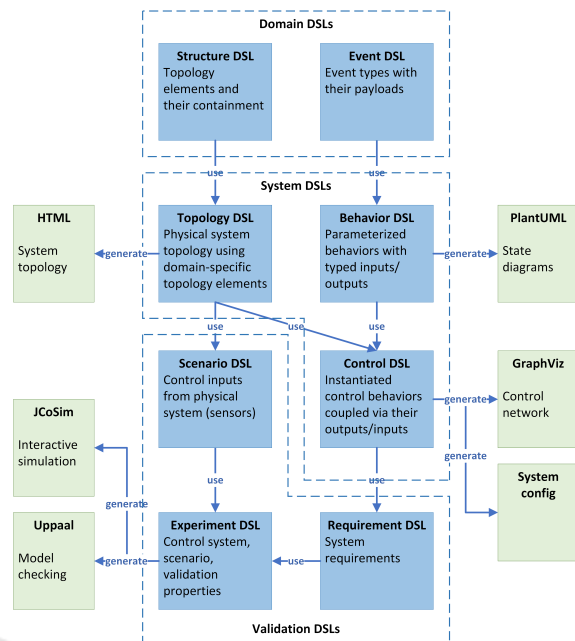 Domain DSLs
Structure DSL
Topology
elements and
their containment
Event DSL
Event types with
their payloads
use
use
System DSLs
HTML
System
topology
generate
Topology DSL
Physical system
topology using
domain-specific
topology elements
Behavior DSL
Parameterized
behaviors with
typed inputs/
outputs
generate
PlantUML
State
diagrams
use
use
use
Scenario DSL
Control inputs
from physical
system (sensors)
Control DSL
Instantiated
control behaviors
coupled via their
outputs/inputs
generate
GraphViz
Control
network
JCoSim
Interactive
simulation
generate
System
config
use
use
generate
Uppaal
Model
checking
generate
Experiment DSL
Control system,
scenario,
validation
properties
use
Requirement DSL
System
requirements
Validation DSLs